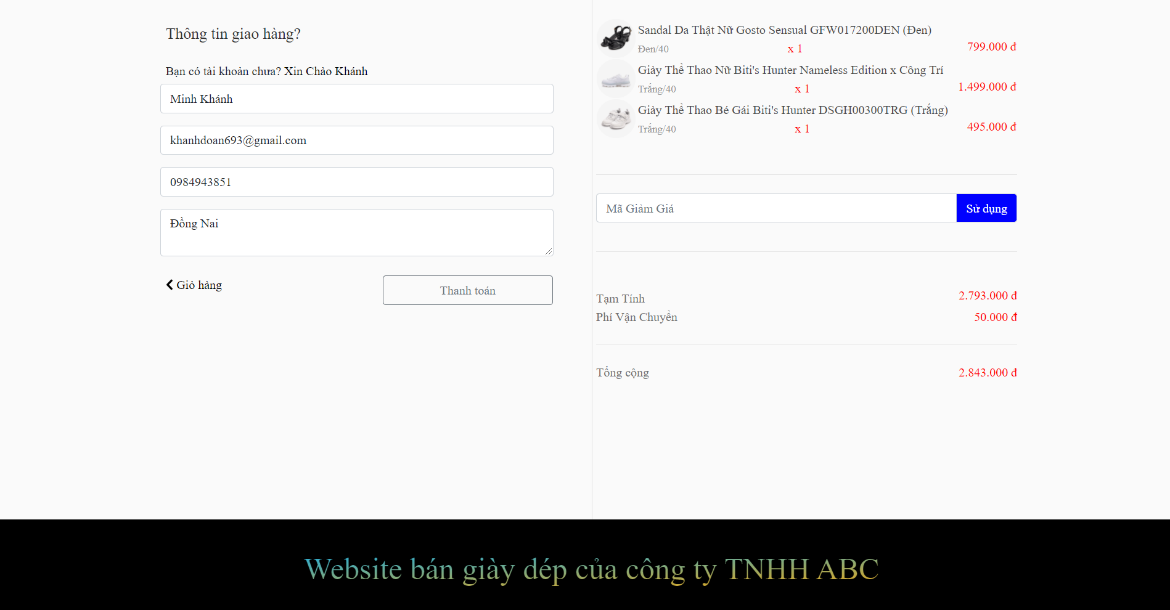 Thông tin giao hàng?
Bạn có tài khoản chưa? Xin Chào Khánh
Minh Khánh
khanhdoan693@gmail.com
0984943851
Đồng Nai
Giỏ hàng
Thanh toán
Sandal Da Thật Nữ Gosto Sensual GFW017200DEN (Đen)
Đen/40 x 1 799.000 đ
Giày Thể Thao Nữ Biti's Hunter Nameless Edition x Công Trí
Trắng/40 x 1 1.499.000 đ
Giày Thể Thao Bé Gái Biti's Hunter DSGH00300TRG (Trắng)
Trắng/40 x 1 495.000 đ
Mã Giảm Giá Sử dụng
Tạm Tính 2.793.000 đ
Phí Vận Chuyển 50.000 đ
Tổng cộng 2.843.000 đ
Website bán giày dép của công ty TNHH ABC